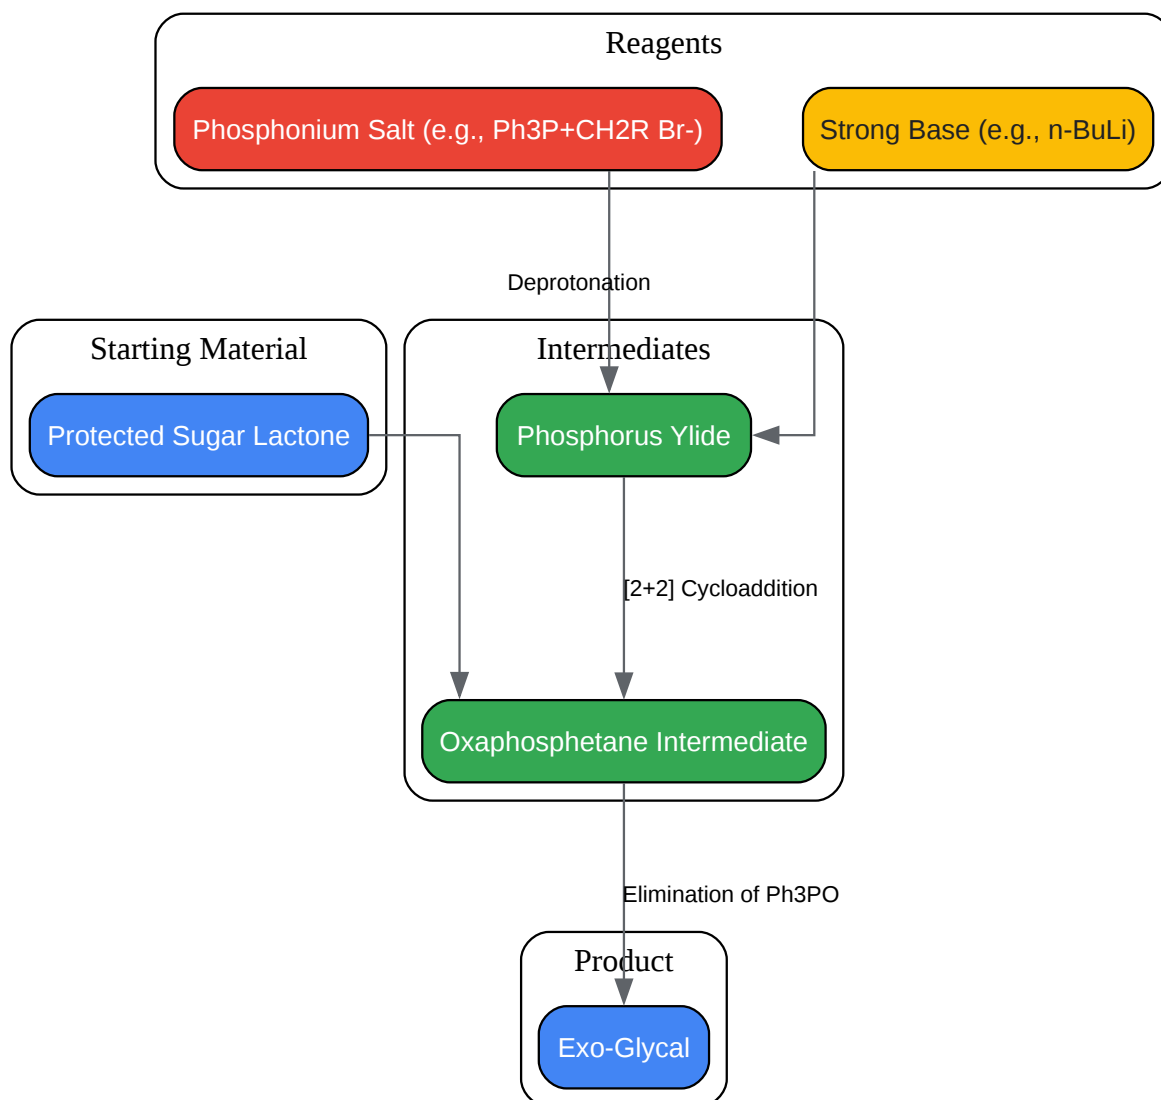 Reagents
Phosphonium Salt (e.g., Ph3P+CH2R Br-)
Strong Base (e.g., n-BuLi)
Deprotonation
Starting Material
Protected Sugar Lactone
Intermediates
Phosphorus Ylide
[2+2] Cycloaddition
Oxaphosphetane Intermediate
Elimination of Ph3PO
Product
Exo-Glycal